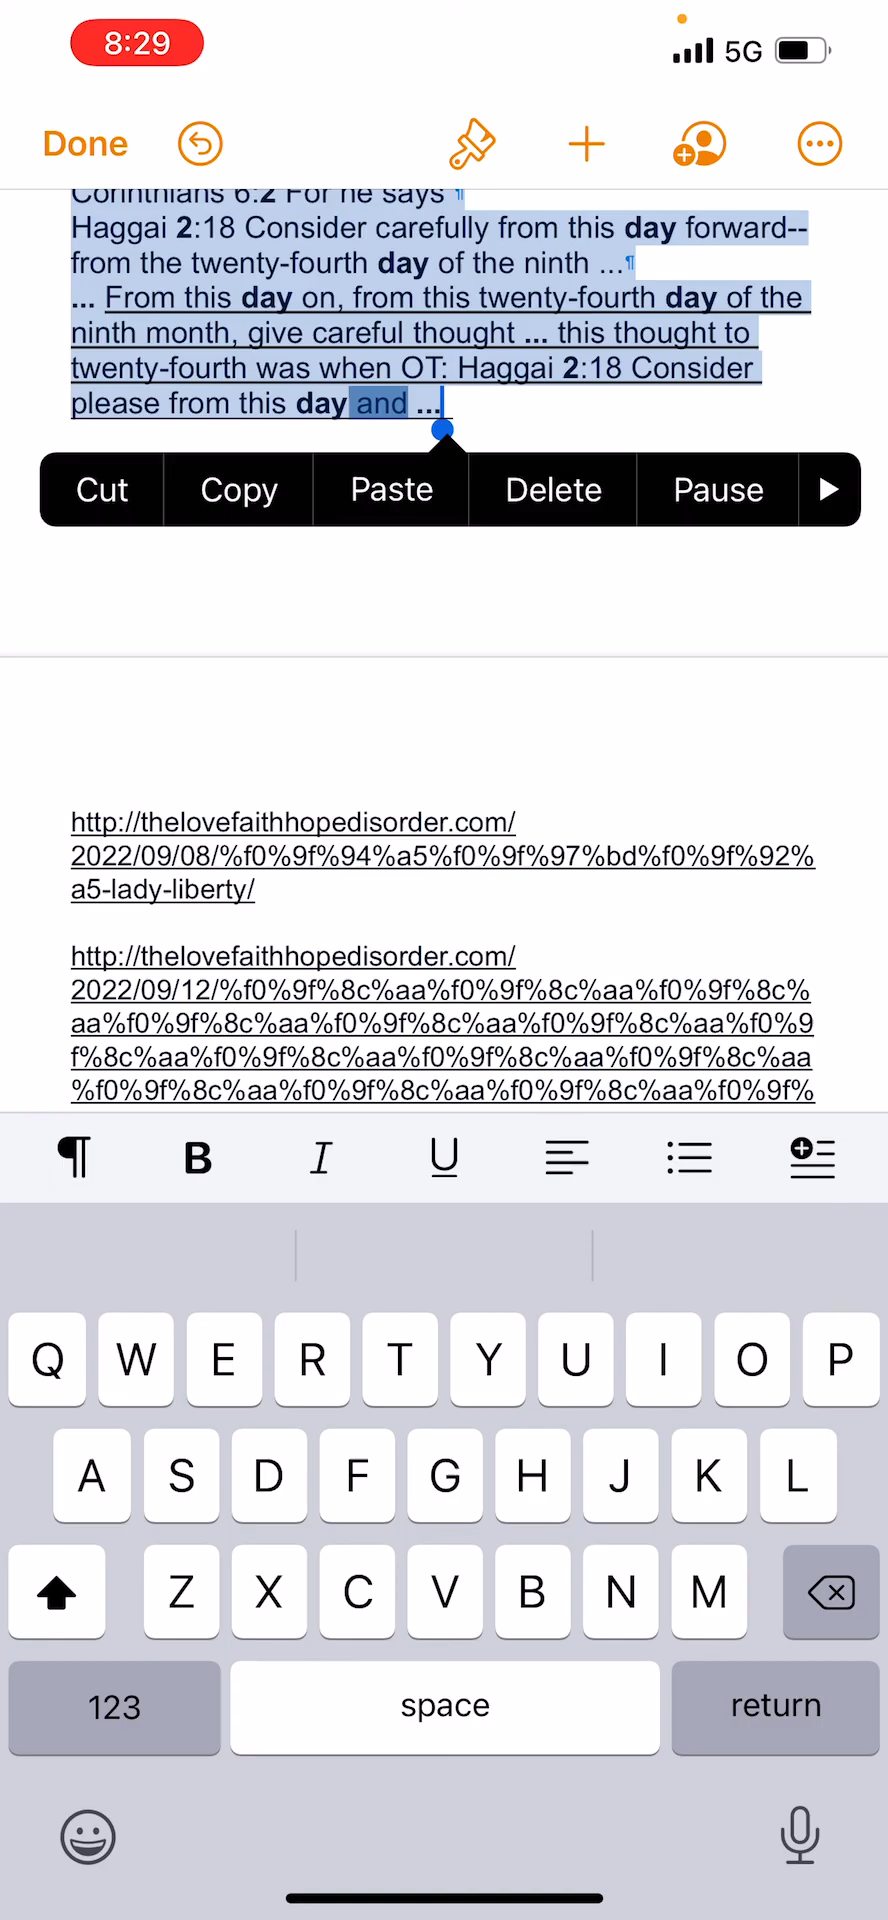 8:29
5G
Done
Corinthians 6:2 For he says ¶
Haggai 2:18 Consider carefully from this day forward--
from the twenty-fourth day of the ninth ...¶
... From this day on, from this twenty-fourth day of the
ninth month, give careful thought ... this thought to
twenty-fourth was when OT: Haggai 2:18 Consider
please from this day and ...
Cut Copy Paste Delete Pause
http://thelovefaithhopedisorder.com/
2022/09/08/%f0%9f%94%a5%f0%9f%97%bd%f0%9f%92%
a5-lady-liberty/
http://thelovefaithhopedisorder.com/
2022/09/12/%f0%9f%8c%aa%f0%9f%8c%aa%f0%9f%8c%
aa%f0%9f%8c%aa%f0%9f%8c%aa%f0%9f%8c%aa%f0%9
f%8c%aa%f0%9f%8c%aa%f0%9f%8c%aa%f0%9f%8c%aa
%f0%9f%8c%aa%f0%9f%8c%aa%f0%9f%8c%aa%f0%9f%
¶ B I U
Q W E R T Y U I O P
A S D F G H J K L
Z X C V B N M
123 space return